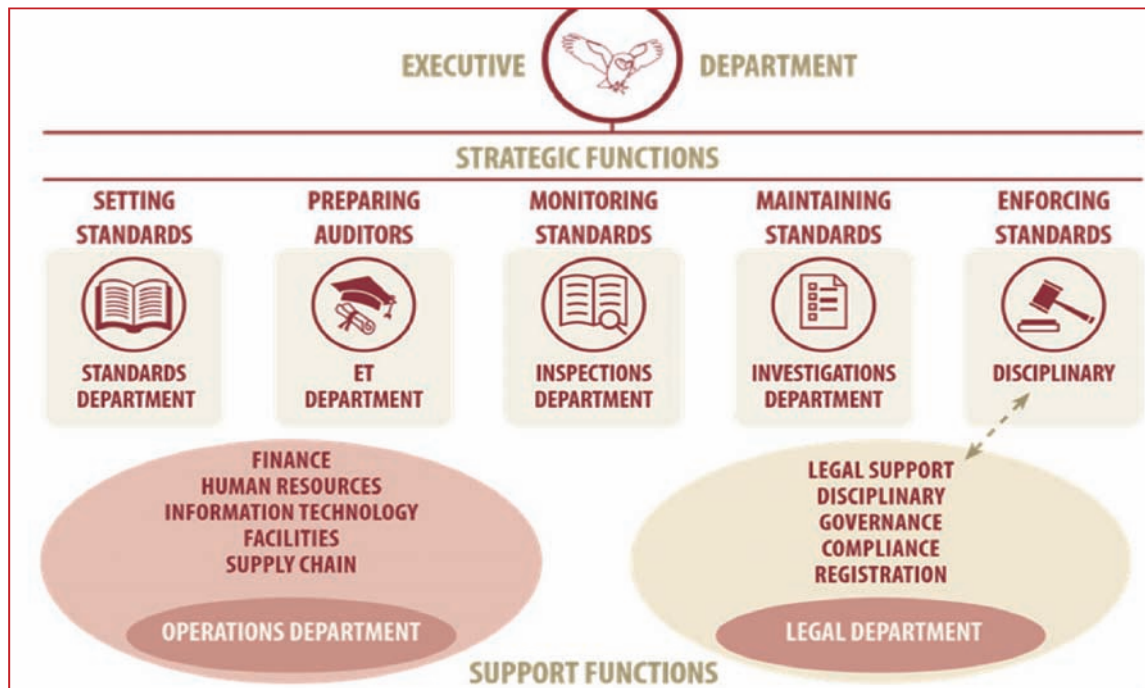 EXECUTIVE DEPARTMENT
STRATEGIC FUNCTIONS
SETTING
STANDARDS
STANDARDS
DEPARTMENT
PREPARING
AUDITORS
ET
DEPARTMENT
MONITORING
STANDARDS
INSPECTIONS
DEPARTMENT
MAINTAINING
STANDARDS
INVESTIGATIONS
DEPARTMENT
ENFORCING
STANDARDS
DISCIPLINARY
FINANCE
HUMAN RESOURCES
INFORMATION TECHNOLOGY
FACILITIES
SUPPLY CHAIN
OPERATIONS DEPARTMENT
LEGAL SUPPORT
DISCIPLINARY
GOVERNANCE
COMPLIANCE
REGISTRATION
LEGAL DEPARTMENT
SUPPORT FUNCTIONS